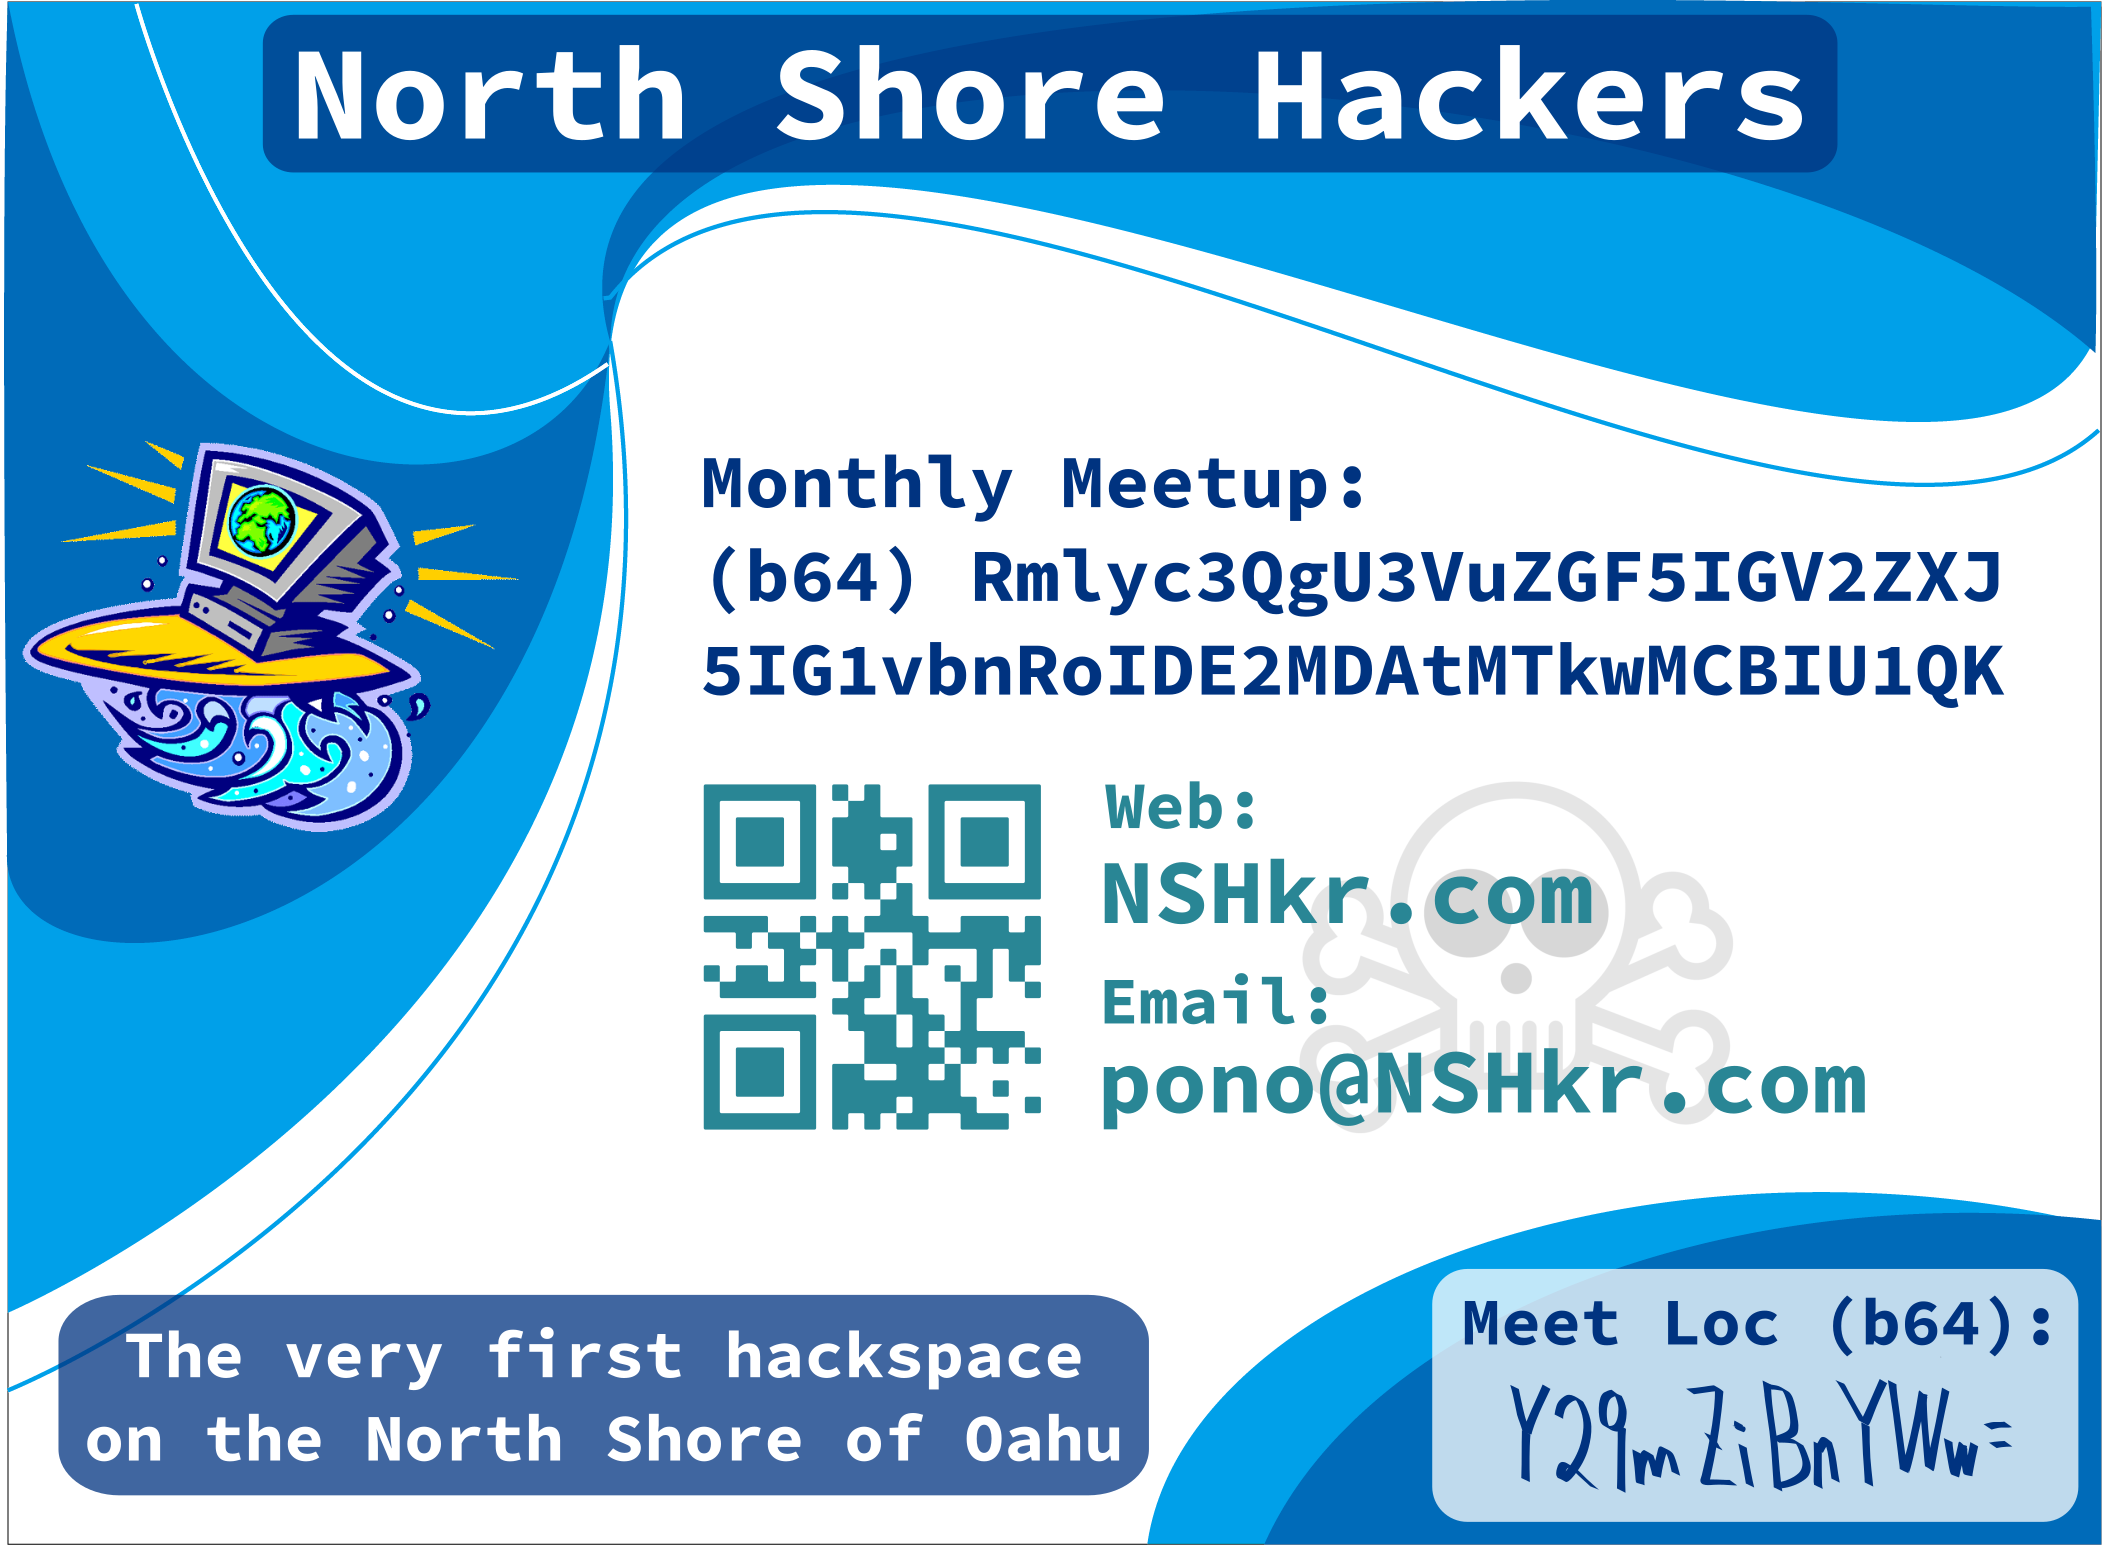 North Shore Hackers
Monthly Meetup:
(b64) Rmlyc3QgU3VuZGF5IGV2ZXJ
5IG1vbnRoIDE2MDAtMTkwMCBIU1QK
Web:
NSHkr.com
Email:
pono@NSHkr.com
The very first hackspace
on the North Shore of Oahu
Meet Loc (b64):
Y29mZiBnYWw=